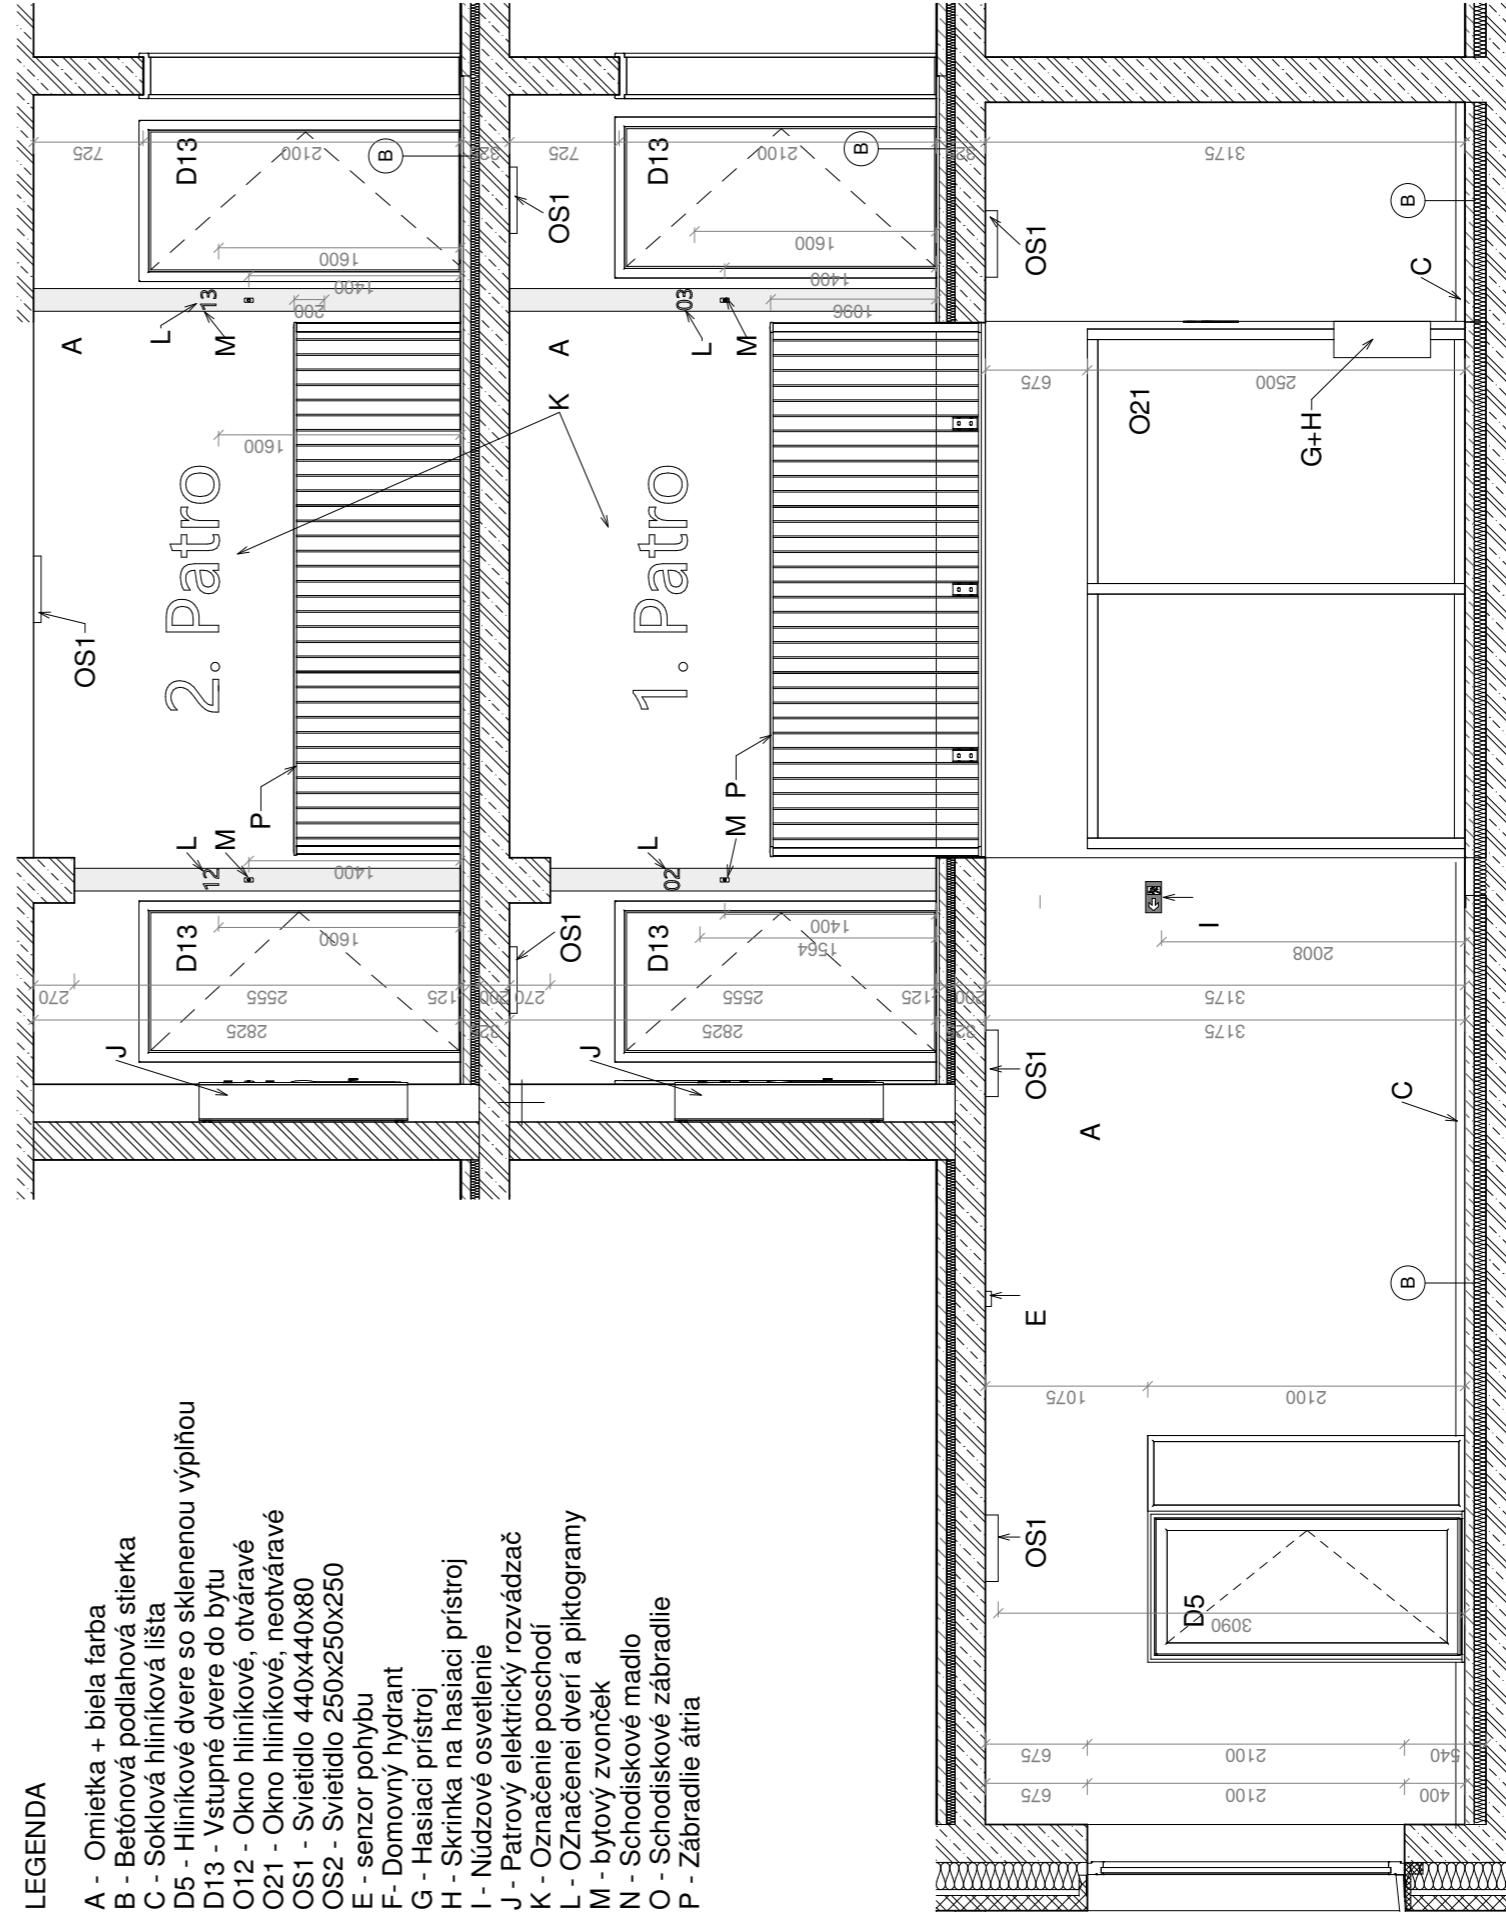 LEGENDA
A - Omietka + biela farba
B - Betónová podlahová stierka
C - Soklová hliníková lišta
D5 - Hliníkové dvere so sklenenou výplňou
D13 - Vstupné dvere do bytu
O12 - Okno hliníkové, otváravé
O21 - Okno hliníkové, neotváravé
OS1 - Svietidlo 440x440x80
OS2 - Svietidlo 250x250x250
E - senzor pohybu
F- Domovný hydrant
G - Hasiaci prístroj
H - Skrinka na hasiaci prístroj
I - Núdzové osvetlenie
J - Patrový elektrický rozvádzač
K - Označenie poschodí
L - OZnačenei dverí a piktogramy
M - bytový zvonček
N - Schodiskové madlo
O - Schodiskové zábradlie
P - Zábradlie átria
J
270
2825
2555
125
D13
1600
12
L
M
1400
P
OS1
2. Patro
1600
A
L
M
13
200
1400
1600
D13
725
2100
B
J
200
270
2825
2555
125
OS1
D13
1564
1400
02
L
M
P
1. Patro
K
A
L
M
03
1096
1400
1600
OS1
D13
725
2100
B
675
2100
400
675
2100
540
OS1
D5
3090
1075
2100
E
B
A
C
OS1
3175
3175
2008
I
O21
675
2500
G+H
OS1
C
B
3175